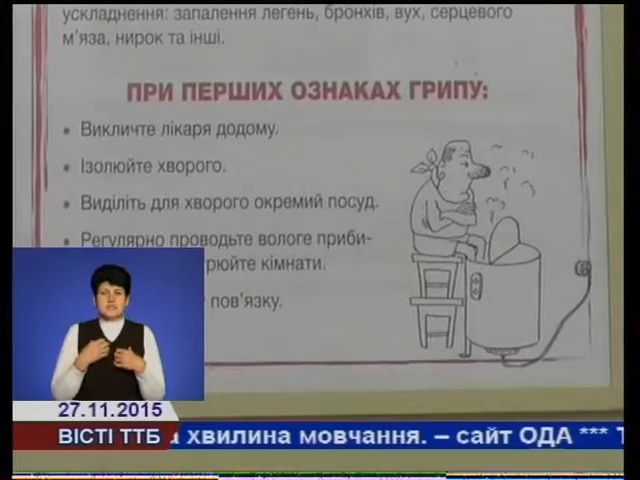 ускладнення: запалення легень, бронхів, вух, серцевого
м'яза, нирок та інші.
ПРИ ПЕРШИХ ОЗНАКАХ ГРИПУ:
• Викличте лікаря додому.
• Ізолюйте хворого.
• Виділіть для хворого окремий посуд.
• Регулярно проводьте вологе приби-
кімнати.
пов'язку.
27.11.2015
ВІСТІ ТТБ
хвилина мовчання. – сайт ОДА ***